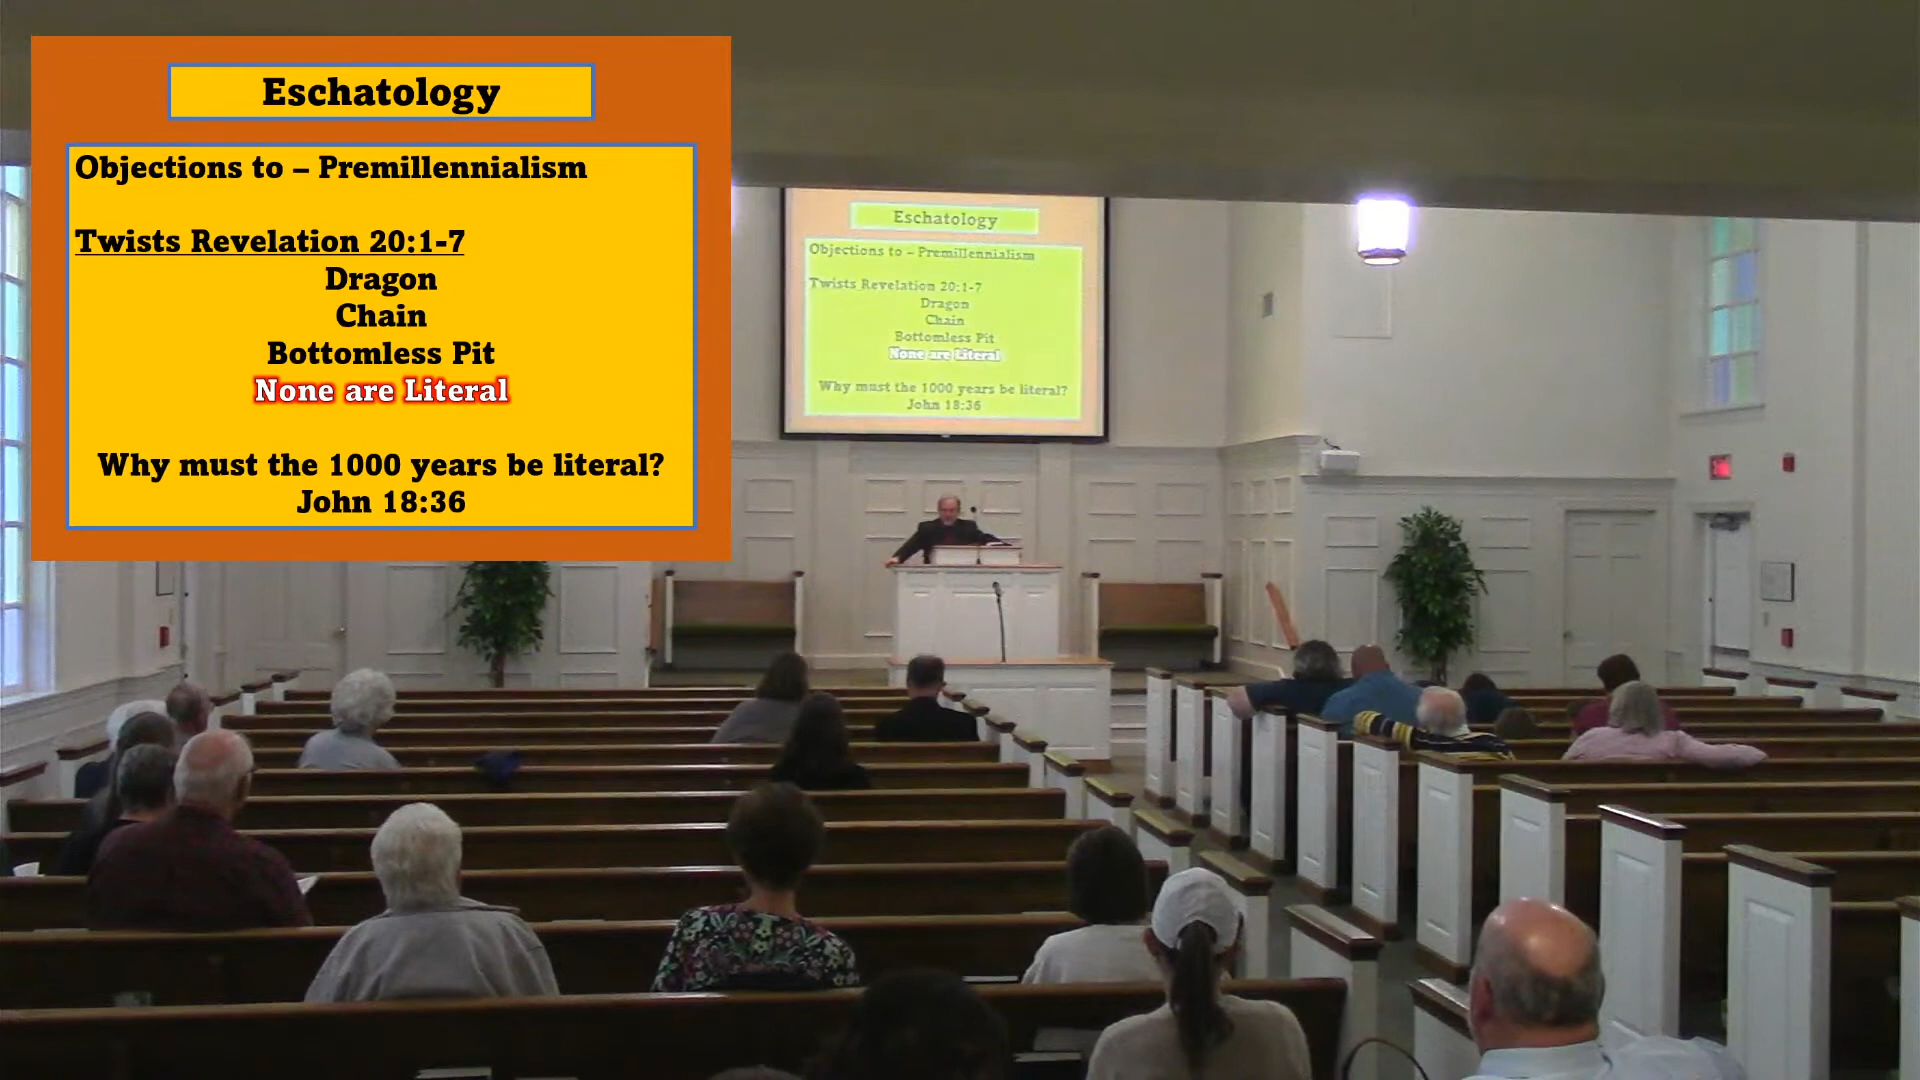 Eschatology
Objections to – Premillennialism
Twists Revelation 20:1-7
Dragon
Chain
Bottomless Pit
None are Literal
Why must the 1000 years be literal?
John 18:36
Eschatology
Objections to – Premillennialism
Twists Revelation 20:1-7
Dragon
Chain
Bottomless Pit
None are Literal
Why must the 1000 years be literal?
John 18:36